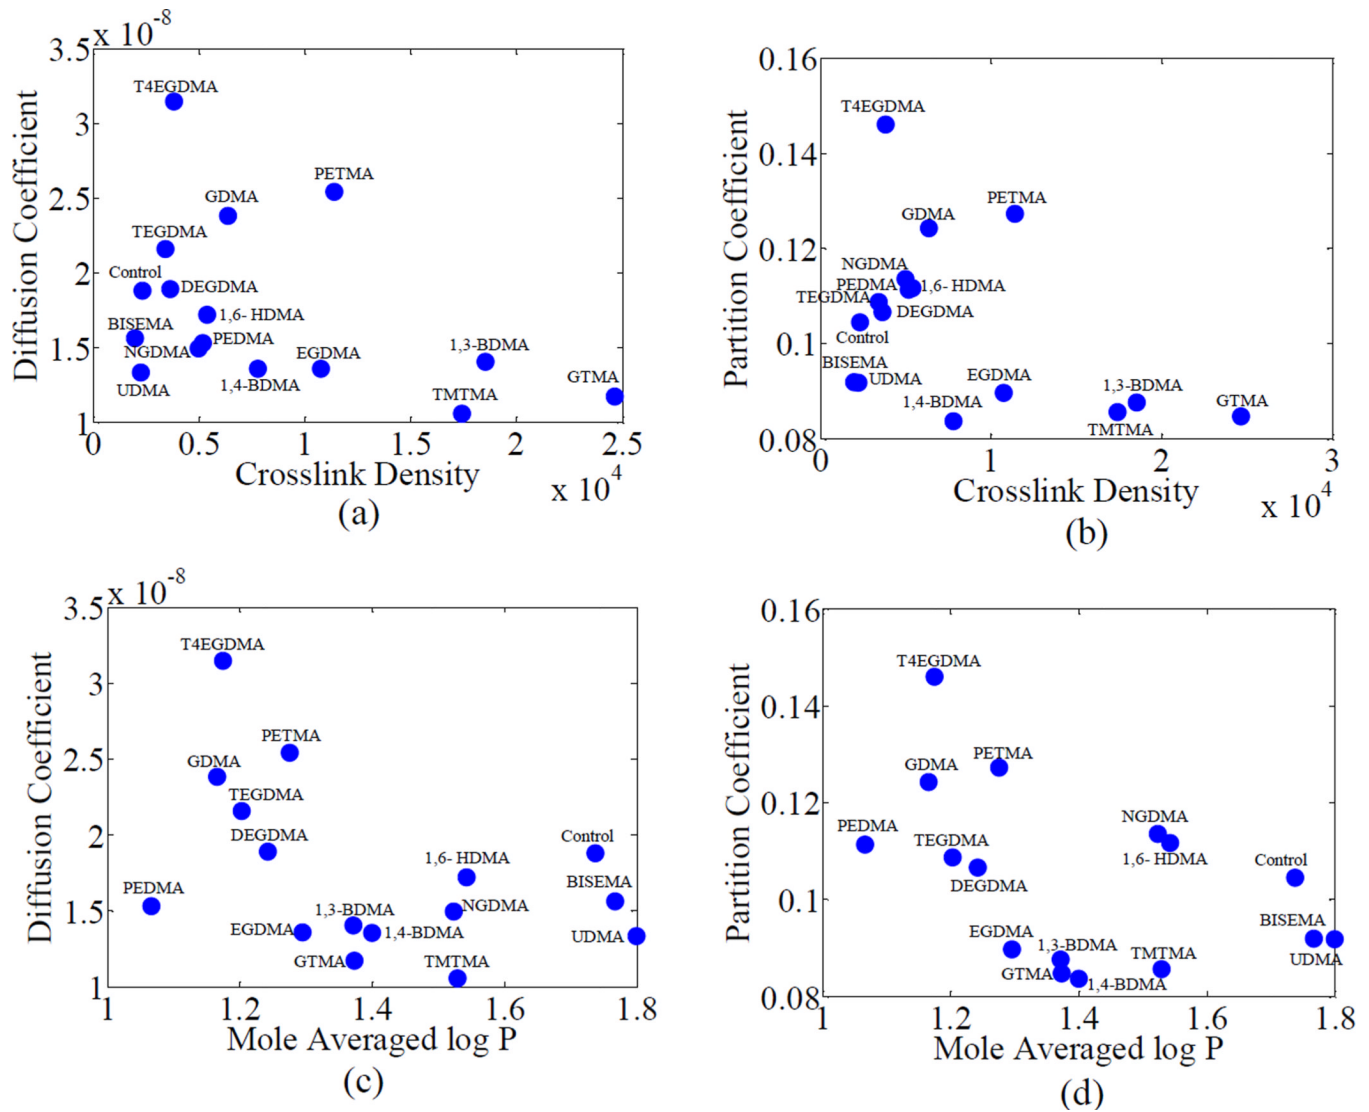 x 10-8
3.5
3
2.5
2
1.5
1
Diffusion Coefficient
T4EGDMA
PETMA
GDMA
TEGDMA
Control
DEGDMA
1,6- HDMA
BISEMA
PEDMA
NGDMA
1,3-BDMA
EGDMA
UDMA
1,4-BDMA
GTMA
TMTMA
0 0.5 1 1.5 2 2.5
Crosslink Density
x 104
(a)
0.16
0.14
0.12
0.1
0.08
Partition Coefficient
T4EGDMA
PETMA
GDMA
NGDMA
PEDMA
1,6- HDMA
TEGDMA
DEGDMA
Control
BISEMA
UDMA
EGDMA
1,3-BDMA
1,4-BDMA
GTMA
TMTMA
0 1 2 3
Crosslink Density
x 104
(b)
x 10-8
3.5
3
2.5
2
1.5
1
Diffusion Coefficient
T4EGDMA
PETMA
GDMA
TEGDMA
DEGDMA
Control
1,6- HDMA
BISEMA
PEDMA
NGDMA
1,3-BDMA
EGDMA
1,4-BDMA
UDMA
GTMA
TMTMA
1 1.2 1.4 1.6 1.8
Mole Averaged log P
(c)
0.16
0.14
0.12
0.1
0.08
Partition Coefficient
T4EGDMA
PETMA
GDMA
NGDMA
PEDMA
TEGDMA
1,6- HDMA
Control
DEGDMA
BISEMA
EGDMA
1,3-BDMA
TMTMA
UDMA
GTMA
1,4-BDMA
1 1.2 1.4 1.6 1.8
Mole Averaged log P
(d)